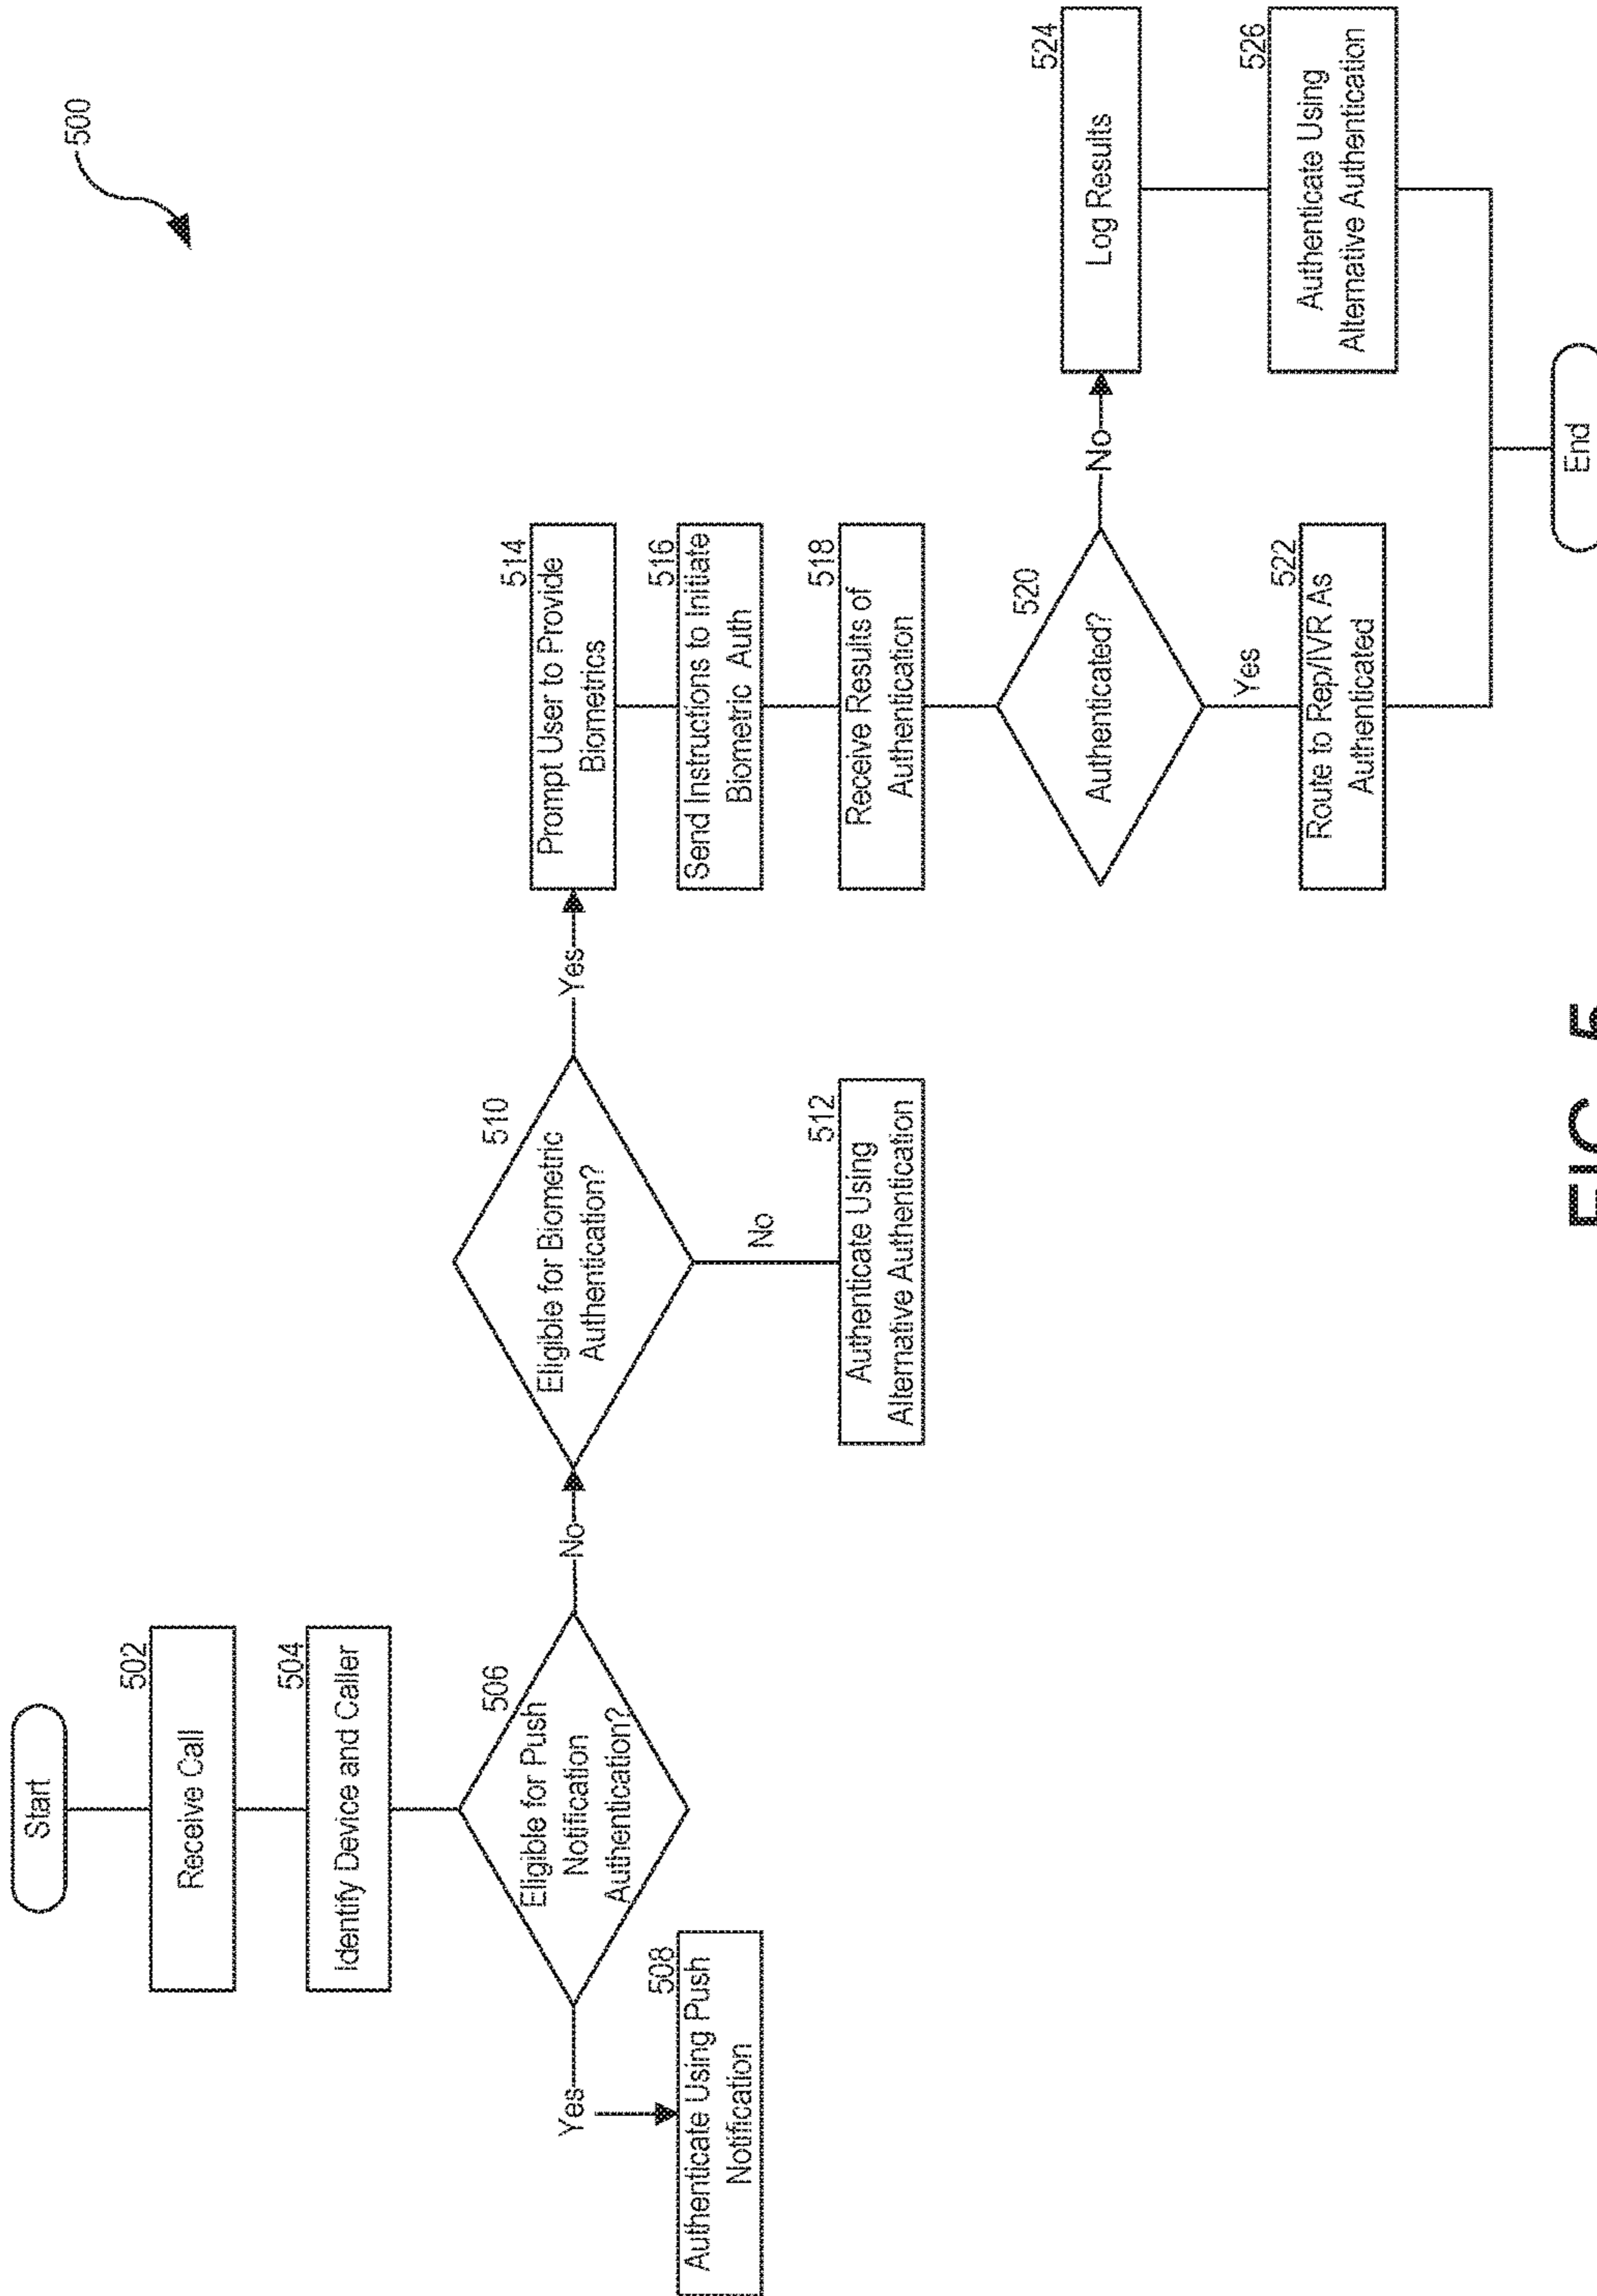 500
Start
502
Receive Call
504
Identify Device and Caller
506
Eligible for Push
Notification
Authentication?
Yes
508
Authenticate Using Push
Notification
No
510
Eligible for Biometric
Authentication?
No
512
Authenticate Using
Alternative Authentication
Yes
514
Prompt User to Provide
Biometrics
516
Send Instructions to Initiate
Biometric Auth
518
Receive Results of
Authentication
520
Authenticated?
Yes
522
Route to Rep/IVR As
Authenticated
No
524
Log Results
526
Authenticate Using
Alternative Authentication
End
FIG. 5